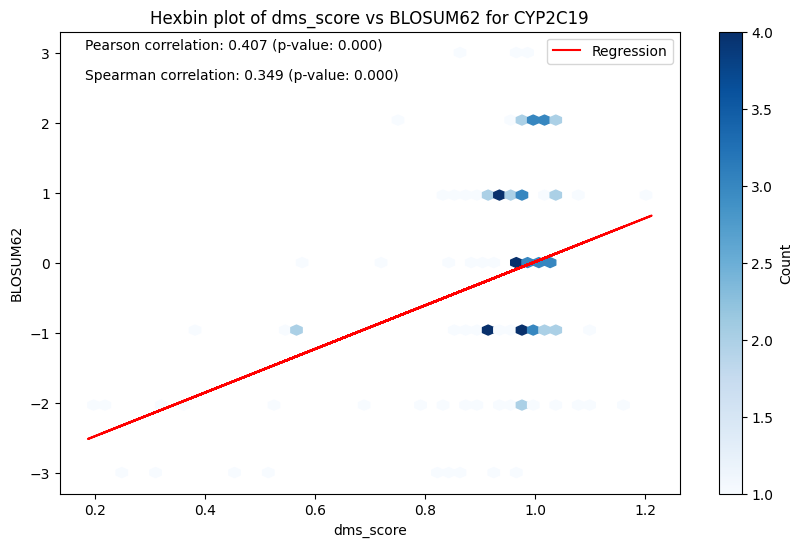 Hexbin plot of dms_score vs BLOSUM62 for CYP2C19
Pearson correlation: 0.407 (p-value: 0.000)
Spearman correlation: 0.349 (p-value: 0.000)
Regression
3
2
1
0
−1
−2
−3
BLOSUM62
0.2
0.4
0.6
0.8
1.0
1.2
dms_score
4.0
3.5
3.0
2.5
2.0
1.5
1.0
Count